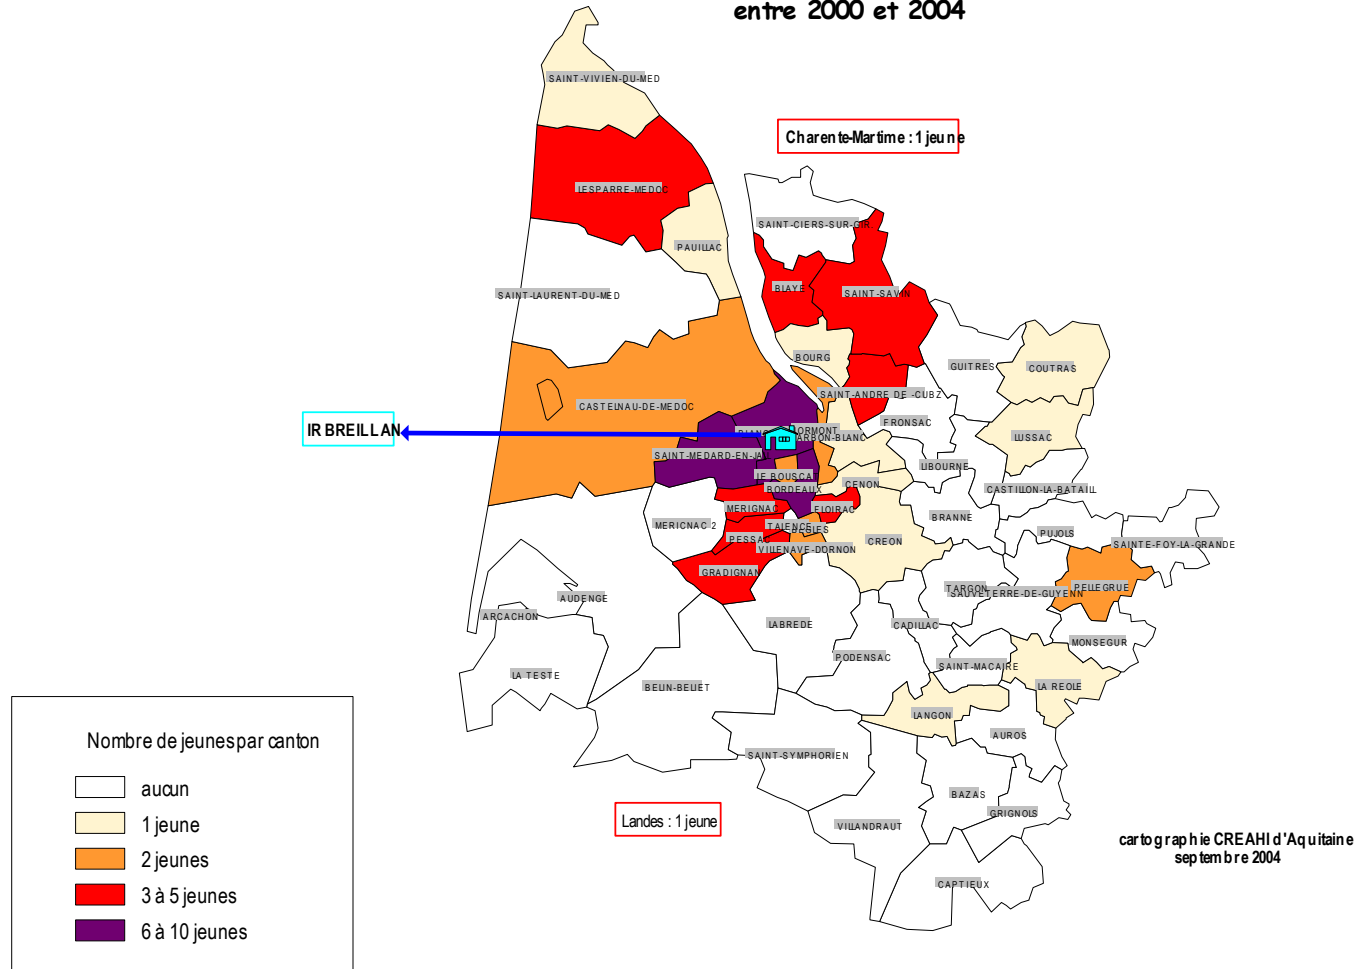 entre 2000 et 2004
SAINT-VIVIEN-DU-MED
Charente-Martime : 1 jeune
LESPARRE-MEDOC
SAINT-CIERS-SUR-GIR
PAUILLAC
SAINT-LAURENT-DU-MED
BLAYE
SAINT-SAVIN
BOURG
GUITRES
COUTRAS
SAINT-ANDRE DE -CUBZ
CASTELNAU-DE-MEDOC
FRONSAC
IR BREILLAN
LORMONT
CARBON-BLANC
LUSSAC
SAINT-MEDARD-EN-JAL
LIBOURNE
LE BOUSCAT
CENON
CASTILLON-LA-BATAIL
BORDEAUX
MERIGNAC
FLOIRAC
BRANNE
MERICNAC 2
TALENCE
BEGLES
PUJOLS
PESSAC
CREON
SAINTE-FOY-LA-GRANDE
VILLENAVE-D'ORNON
GRADIGNAN
TARGON
PELLEGRUE
SAUVETERRE-DE-GUYENN
AUDENGE
ARCACHON
LABREDE
CADILLAC
MONSEGUR
PODENSAC
SAINT-MACAIRE
LA TESTE
BELIN-BELIET
LA REOLE
LANGON
AUROS
Nombre de jeunes par canton
SAINT-SYMPHORIEN
aucun
BAZAS
GRIGNOLS
1 jeune
Landes : 1 jeune
VILLANDRAUT
cartographie CREAHI d'Aquitaine
septembre 2004
2 jeunes
CAPTIEUX
3 à 5 jeunes
6 à 10 jeunes